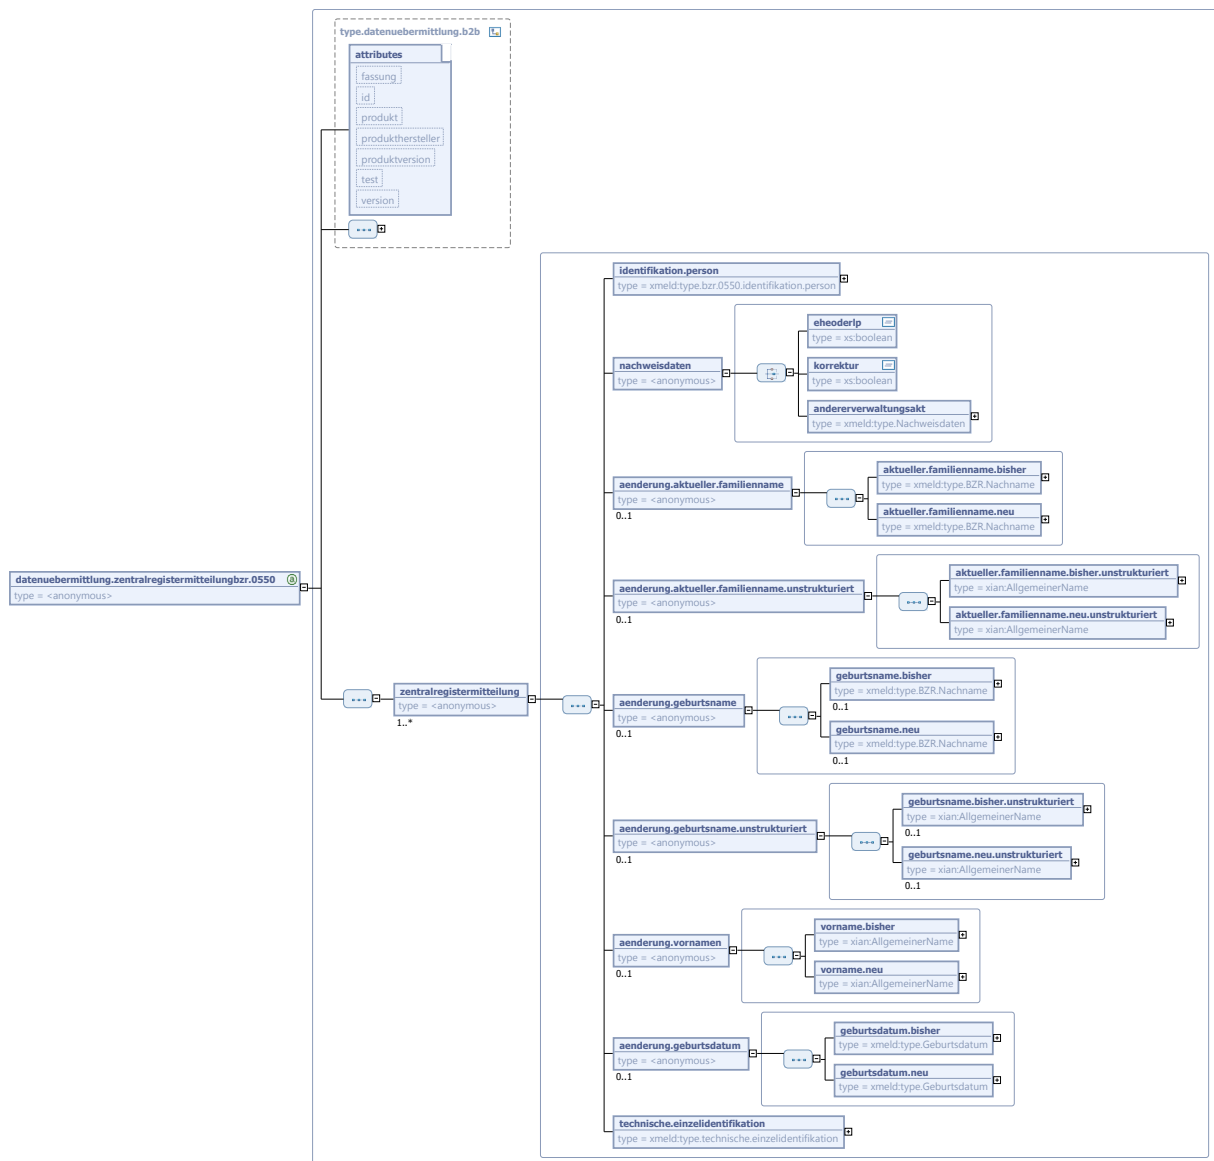 type.datenuebermittlung.b2b
attributes
fassung
id
produkt
produkthersteller
produktversion
test
version
identifikation.person
type = xmeld:type.bzr.0550.identifikation.person
eheoderlp
type = xs:boolean
nachweisdaten
type = <anonymous>
korrektur
type = xs:boolean
andererverwaltungsakt
type = xmeld:type.Nachweisdaten
aenderung.aktueller.familienname
type = <anonymous>
0..1
aktueller.familienname.bisher
type = xmeld:type.BZR.Nachname
aktueller.familienname.neu
type = xmeld:type.BZR.Nachname
datenuebermittlung.zentralregistermitteilungbzr.0550
a
type = <anonymous>
aenderung.aktueller.familienname.unstrukturiert
type = <anonymous>
0..1
aktueller.familienname.bisher.unstrukturiert
type = xian:AllgemeinerName
aktueller.familienname.neu.unstrukturiert
type = xian:AllgemeinerName
zentralregistermitteilung
type = <anonymous>
1..*
aenderung.geburtsname
type = <anonymous>
0..1
geburtsname.bisher
type = xmeld:type.BZR.Nachname
0..1
geburtsname.neu
type = xmeld:type.BZR.Nachname
0..1
aenderung.geburtsname.unstrukturiert
type = <anonymous>
0..1
geburtsname.bisher.unstrukturiert
type = xian:AllgemeinerName
0..1
geburtsname.neu.unstrukturiert
type = xian:AllgemeinerName
0..1
aenderung.vornamen
type = <anonymous>
0..1
vorname.bisher
type = xian:AllgemeinerName
vorname.neu
type = xian:AllgemeinerName
aenderung.geburtsdatum
type = <anonymous>
0..1
geburtsdatum.bisher
type = xmeld:type.Geburtsdatum
geburtsdatum.neu
type = xmeld:type.Geburtsdatum
technische.einzelidentifikation
type = xmeld:type.technische.einzelidentifikation